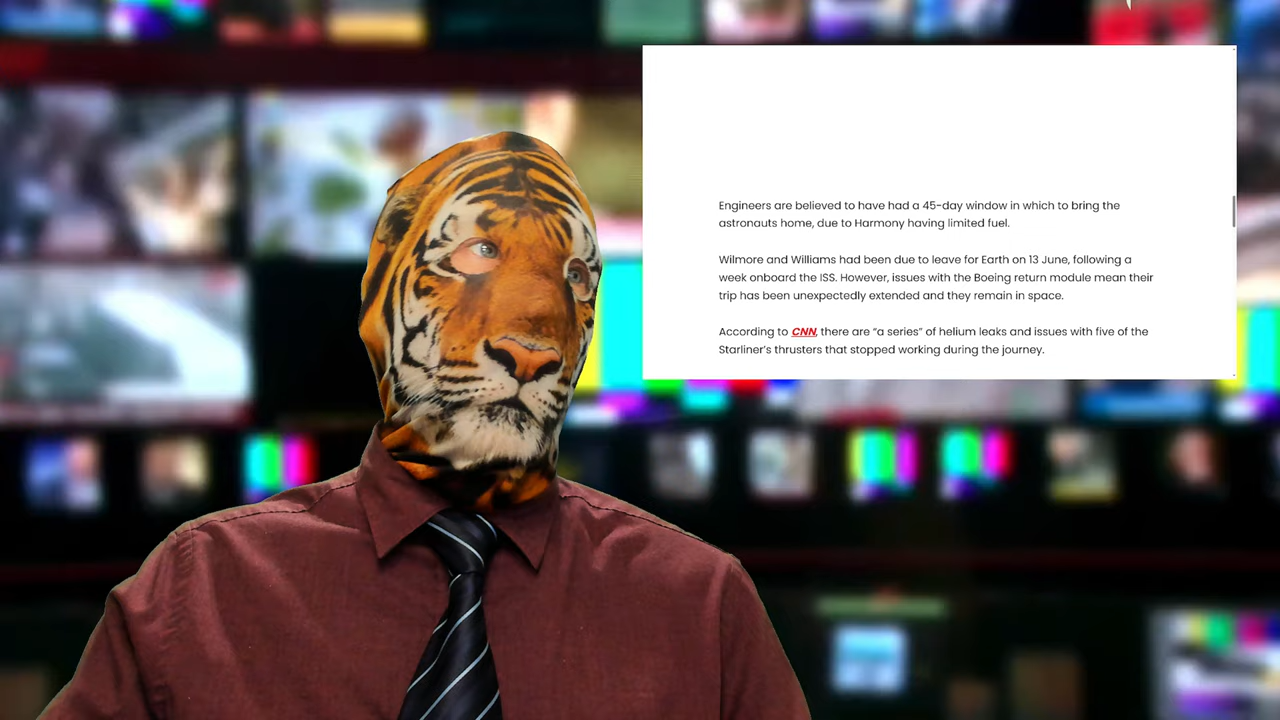 Engineers are believed to have had a 45-day window in which to bring the
astronauts home, due to Harmony having limited fuel.
Wilmore and Williams had been due to leave for Earth on 13 June, following a
week onboard the ISS. However, issues with the Boeing return module mean their
trip has been unexpectedly extended and they remain in space.
According to CNN, there are “a series” of helium leaks and issues with five of the
Starliner’s thrusters that stopped working during the journey.